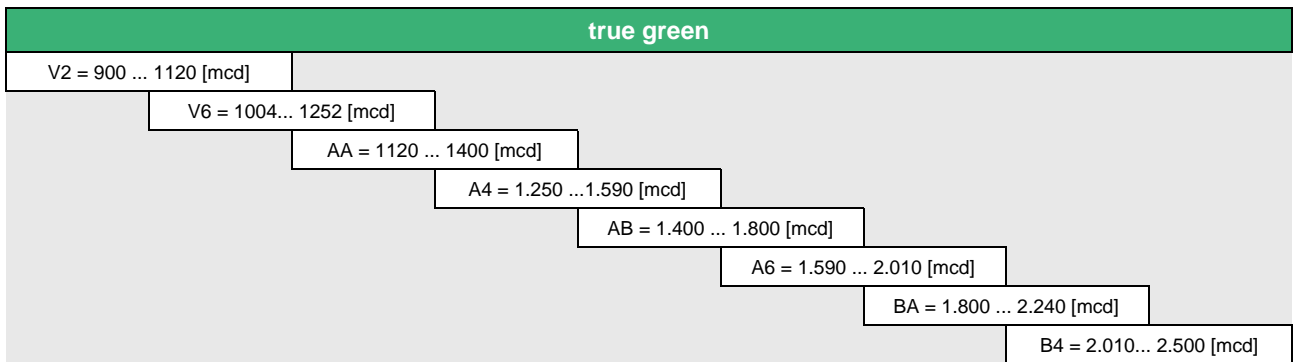 true green
V2 = 900 ... 1120 [mcd]
V6 = 1004... 1252 [mcd]
AA = 1120 ... 1400 [mcd]
A4 = 1.250 ...1.590 [mcd]
AB = 1.400 ... 1.800 [mcd]
A6 = 1.590 ... 2.010 [mcd]
BA = 1.800 ... 2.240 [mcd]
B4 = 2.010... 2.500 [mcd]